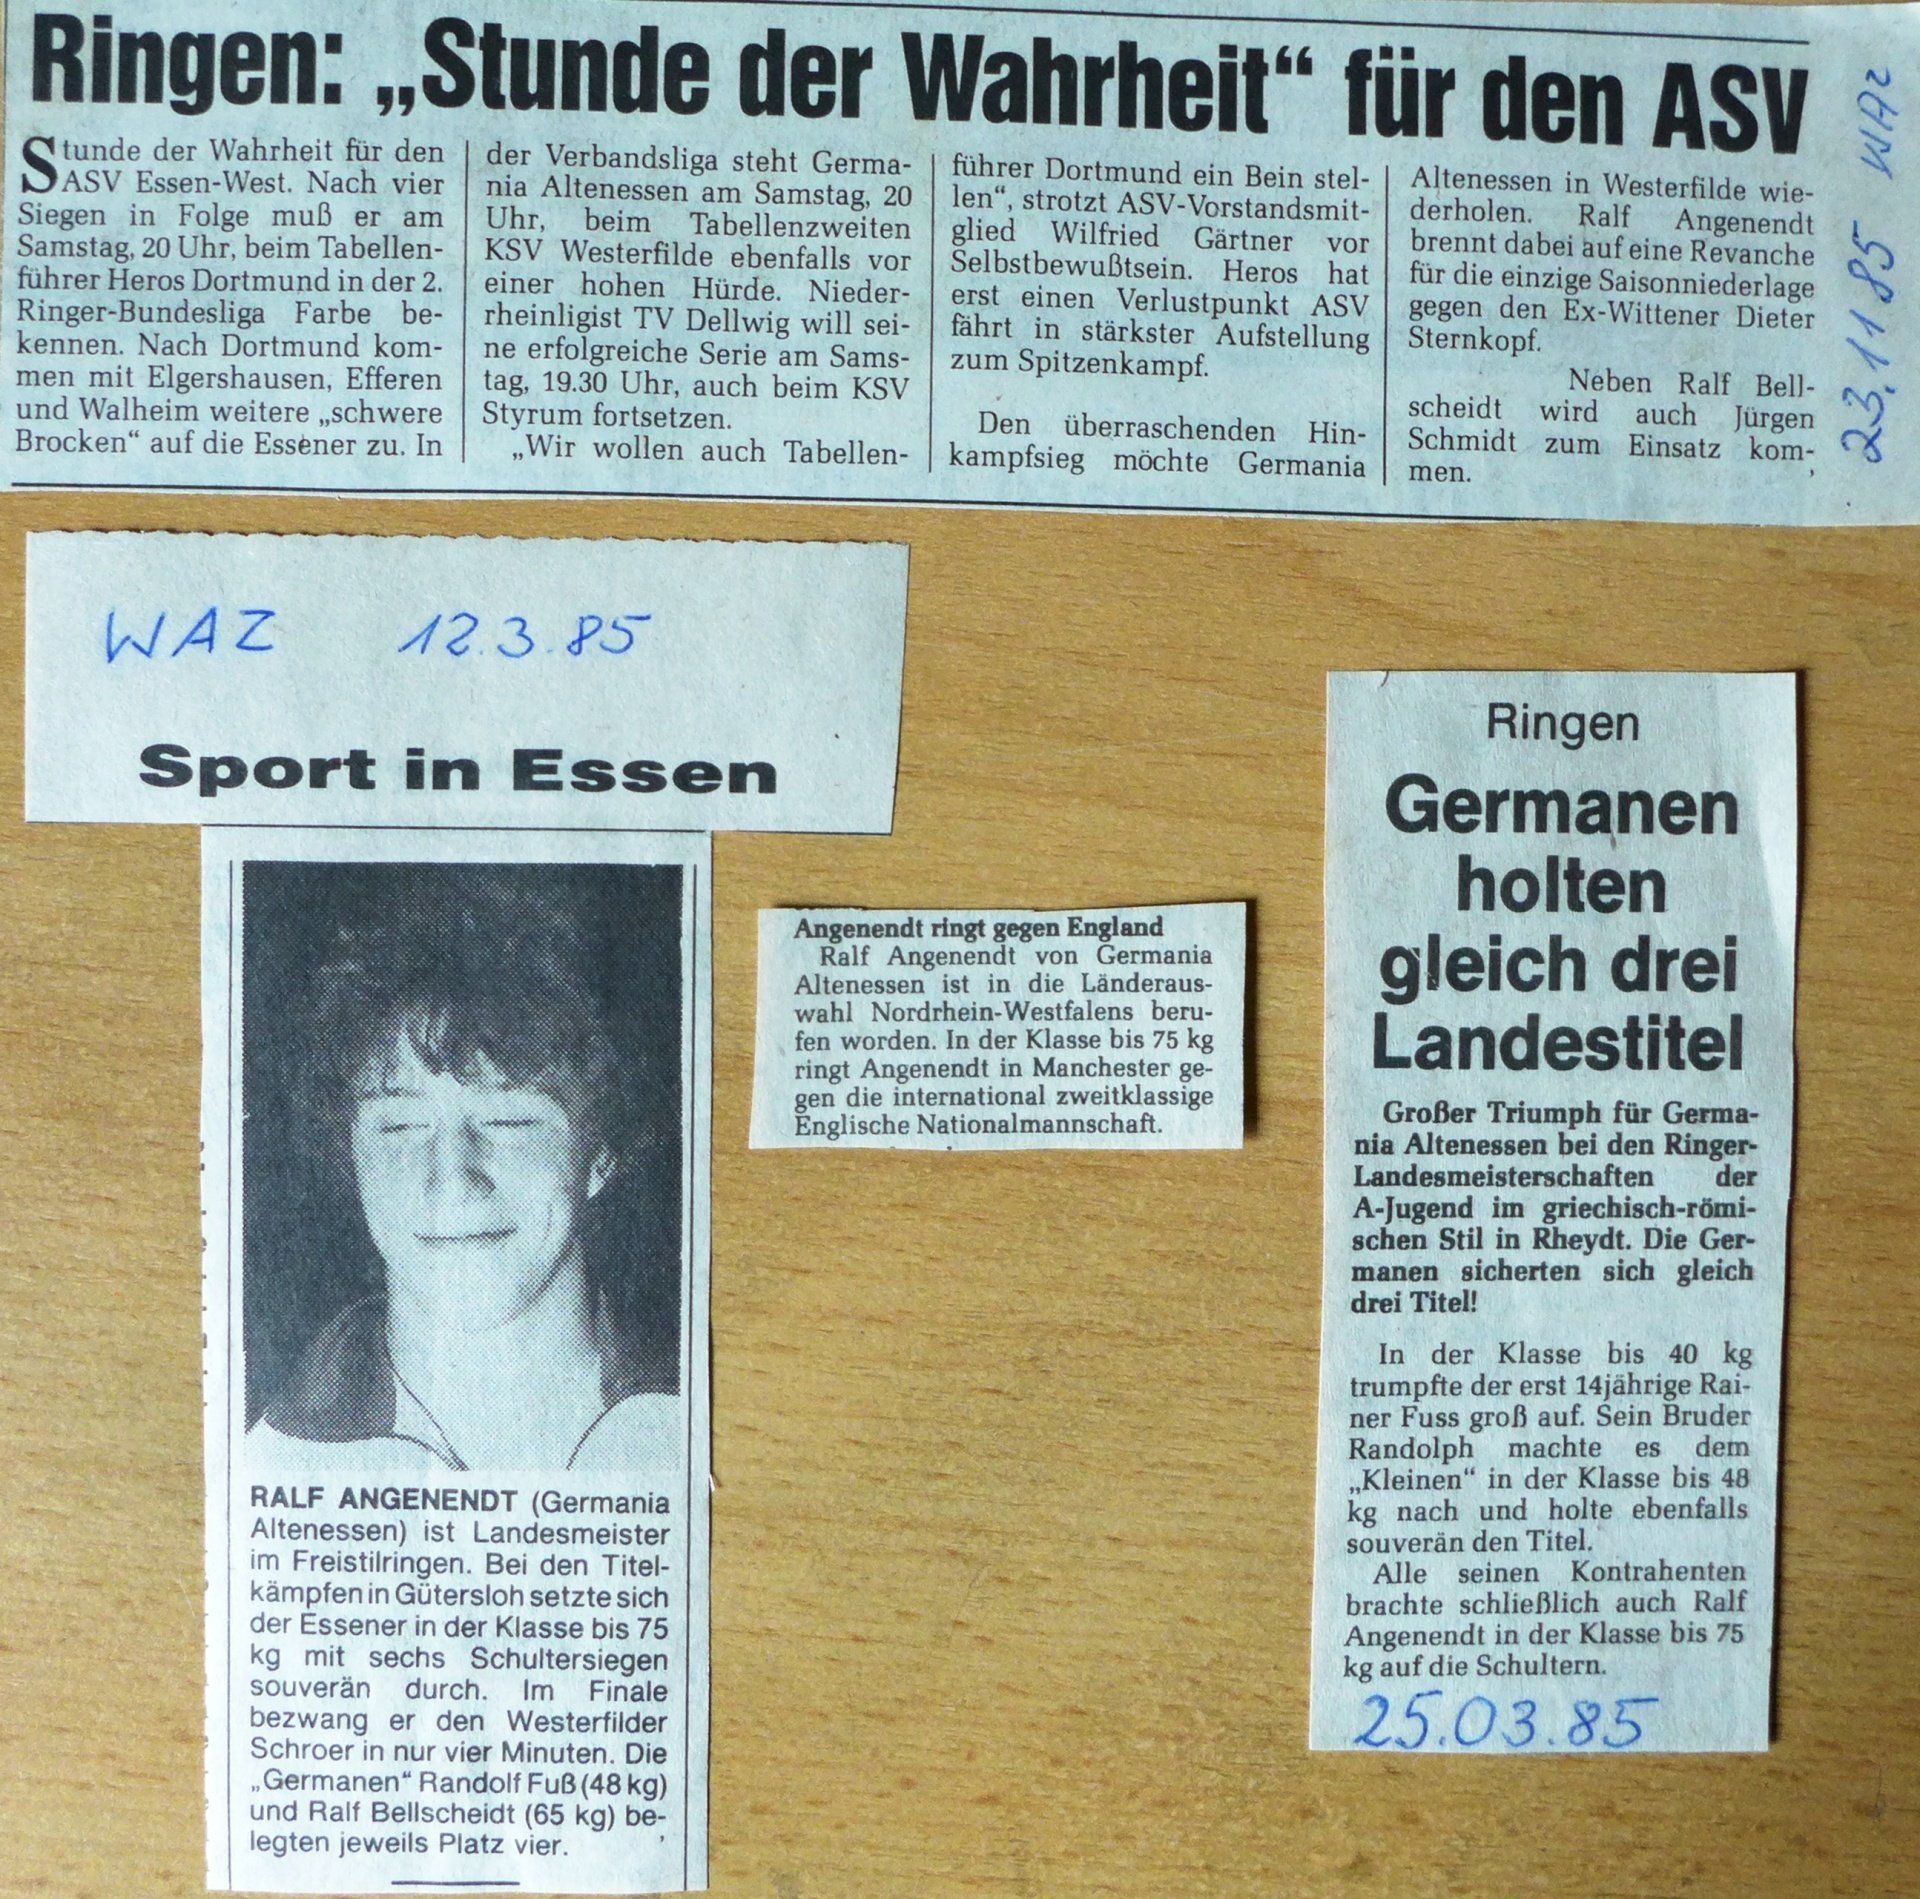 Ringen: „Stunde der Wahrheit“ für den ASV
Stunde der Wahrheit für den
ASV Essen-West. Nach vier
Siegen in Folge muß er am
Samstag, 20 Uhr, beim Tabellen-
führer Heros Dortmund in der 2.
Ringer-Bundesliga Farbe be-
kennen. Nach Dortmund kom-
men mit Elgershausen, Efferen
und Walheim weitere „schwere
Brocken“ auf die Essener zu. In
der Verbandsliga steht Germa-
nia Altenessen am Samstag, 20
Uhr, beim Tabellenzweiten
KSV Westerfilde ebenfalls vor
einer hohen Hürde. Nieder-
rheinligist TV Dellwig will sei-
ne erfolgreiche Serie am Sams-
tag, 19.30 Uhr, auch beim KSV
Styrum fortsetzen.
„Wir wollen auch Tabellen-
führer Dortmund ein Bein stel-
len“, strotzt ASV-Vorstandsmit-
glied Wilfried Gärtner vor
Selbstbewußtsein. Heros hat
erst einen Verlustpunkt ASV
fährt in stärkster Aufstellung
zum Spitzenkampf.
Den überraschenden Hin-
kampfsieg möchte Germania
Altenessen in Westerfilde wie-
derholen. Ralf Angenendt
brennt dabei auf eine Revanche
für die einzige Saisonniederlage
gegen den Ex-Wittener Dieter
Sternkopf.
Neben Ralf Bell-
scheidt wird auch Jürgen
Schmidt zum Einsatz kom-
men.
23.11.85 WAZ
WAZ 12.3.85
Sport in Essen
RALF ANGENENDT (Germania
Altenessen) ist Landesmeister
im Freistilringen. Bei den Titel-
kämpfen in Gütersloh setzte sich
der Essener in der Klasse bis 75
kg mit sechs Schultersiegen
souverän durch. Im Finale
bezwang er den Westerfilder
Schroer in nur vier Minuten. Die
„Germanen“ Randolf Fuß (48 kg)
und Ralf Bellscheidt (65 kg) be-
legten jeweils Platz vier.
Angenendt ringt gegen England
Ralf Angenendt von Germania
Altenessen ist in die Länderaus-
wahl Nordrhein-Westfalens beru-
fen worden. In der Klasse bis 75 kg
ringt Angenendt in Manchester ge-
gen die international zweitklassige
Englische Nationalmannschaft.
Ringen
Germanen
holten
gleich drei
Landestitel
Großer Triumph für Germa-
nia Altenessen bei den Ringer-
Landesmeisterschaften der
A-Jugend im griechisch-römi-
schen Stil in Rheydt. Die Ger-
manen sicherten sich gleich
drei Titel!
In der Klasse bis 40 kg
trumpfte der erst 14jährige Rai-
ner Fuss groß auf. Sein Bruder
Randolph machte es dem
„Kleinen“ in der Klasse bis 48
kg nach und holte ebenfalls
souverän den Titel.
Alle seinen Kontrahenten
brachte schließlich auch Ralf
Angenendt in der Klasse bis 75
kg auf die Schultern.
25.03.85